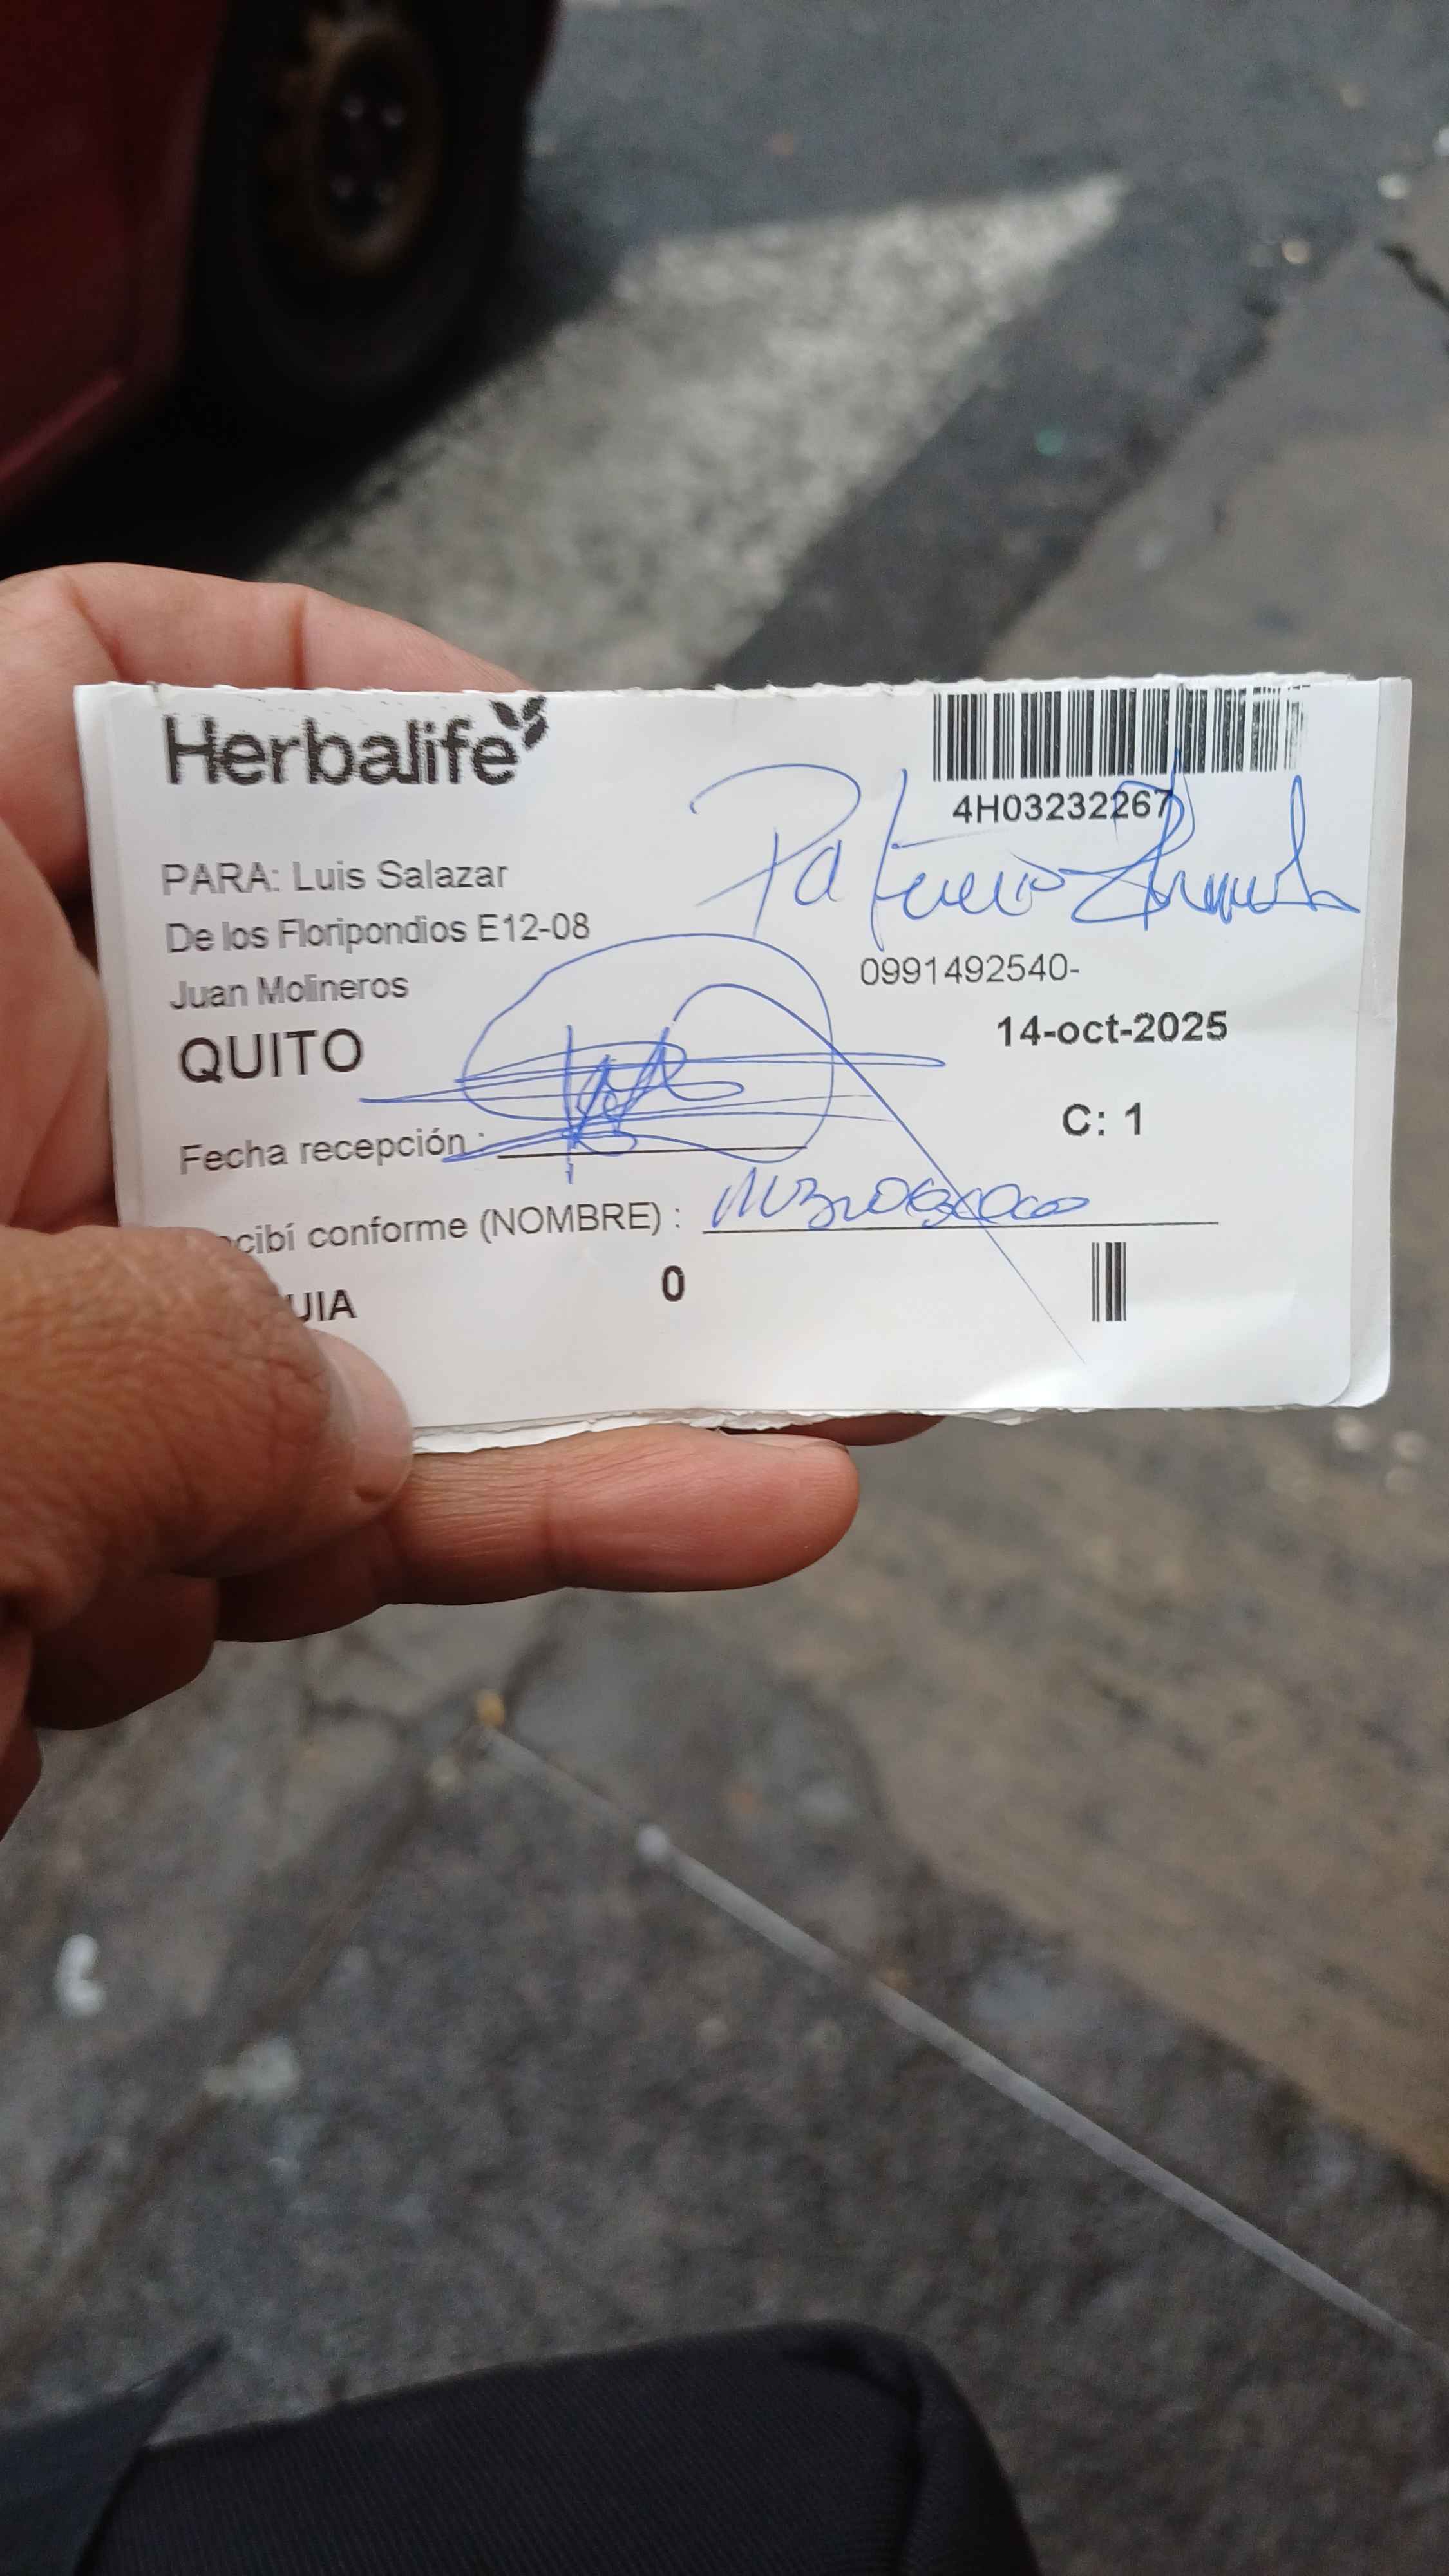 Herbalife
4H03232267
PARA: Luis Salazar
De los Floripondios E12-08
Juan Molineros
0991492540-
QUITO
14-oct-2025
C: 1
Fecha recepción :
cibí conforme (NOMBRE) :
UIA
0